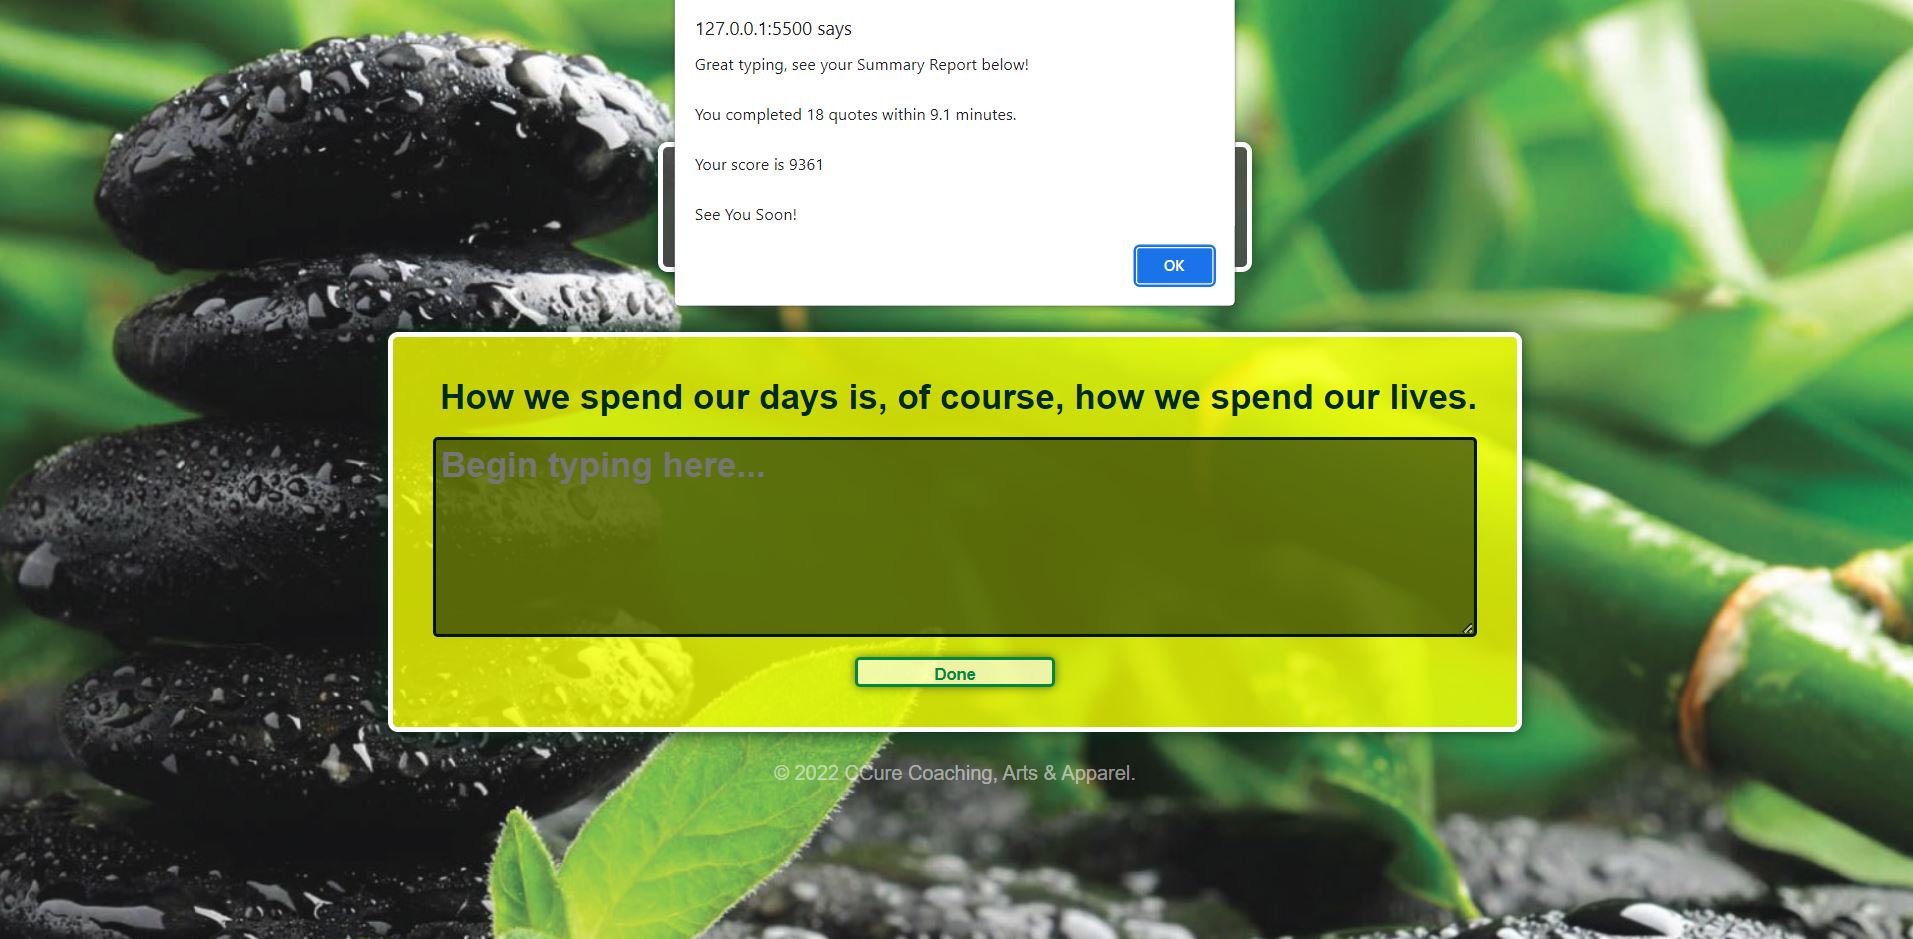 127.0.0.1:5500 says
Great typing, see your Summary Report below!
You completed 18 quotes within 9.1 minutes.
Your score is 9361
See You Soon!
OK
How we spend our days is, of course, how we spend our lives.
Begin typing here...
Done
© 2022 CCure Coaching, Arts & Apparel.